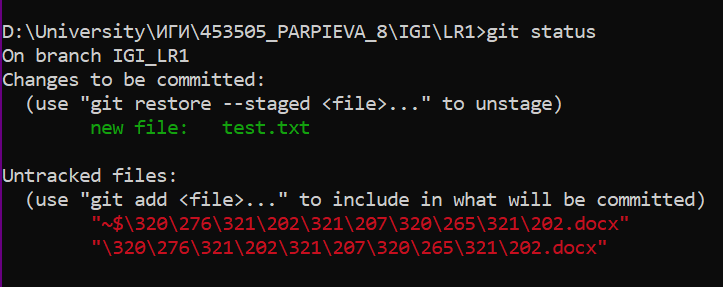 D:\University\ИГИ\453505_PARPIEVA_8\IGI\LR1>git status
On branch IGI_LR1
Changes to be committed:
(use "git restore --staged <file>..." to unstage)
new file: test.txt
Untracked files:
(use "git add <file>..." to include in what will be committed)
"~$\320\276\321\202\321\207\320\265\321\202.docx"
"\320\276\321\202\321\207\320\265\321\202.docx"